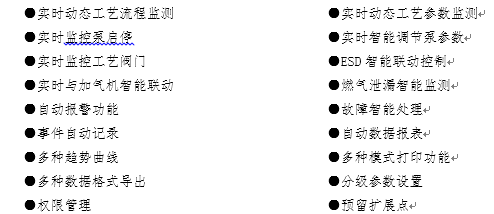 ●实时动态工艺流程监测 ●实时动态工艺参数监测
●实时监控泵启停 ●实时智能调节泵参数
●实时监控工艺阀门 ●ESD智能联动控制
●实时与加气机智能联动 ●燃气泄漏智能监测
●自动报警功能 ●故障智能处理
●事件自动记录 ●自动数据报表
●多种趋势曲线 ●多种模式打印功能
●多种数据格式导出 ●分级参数设置
●权限管理 ●预留扩展点